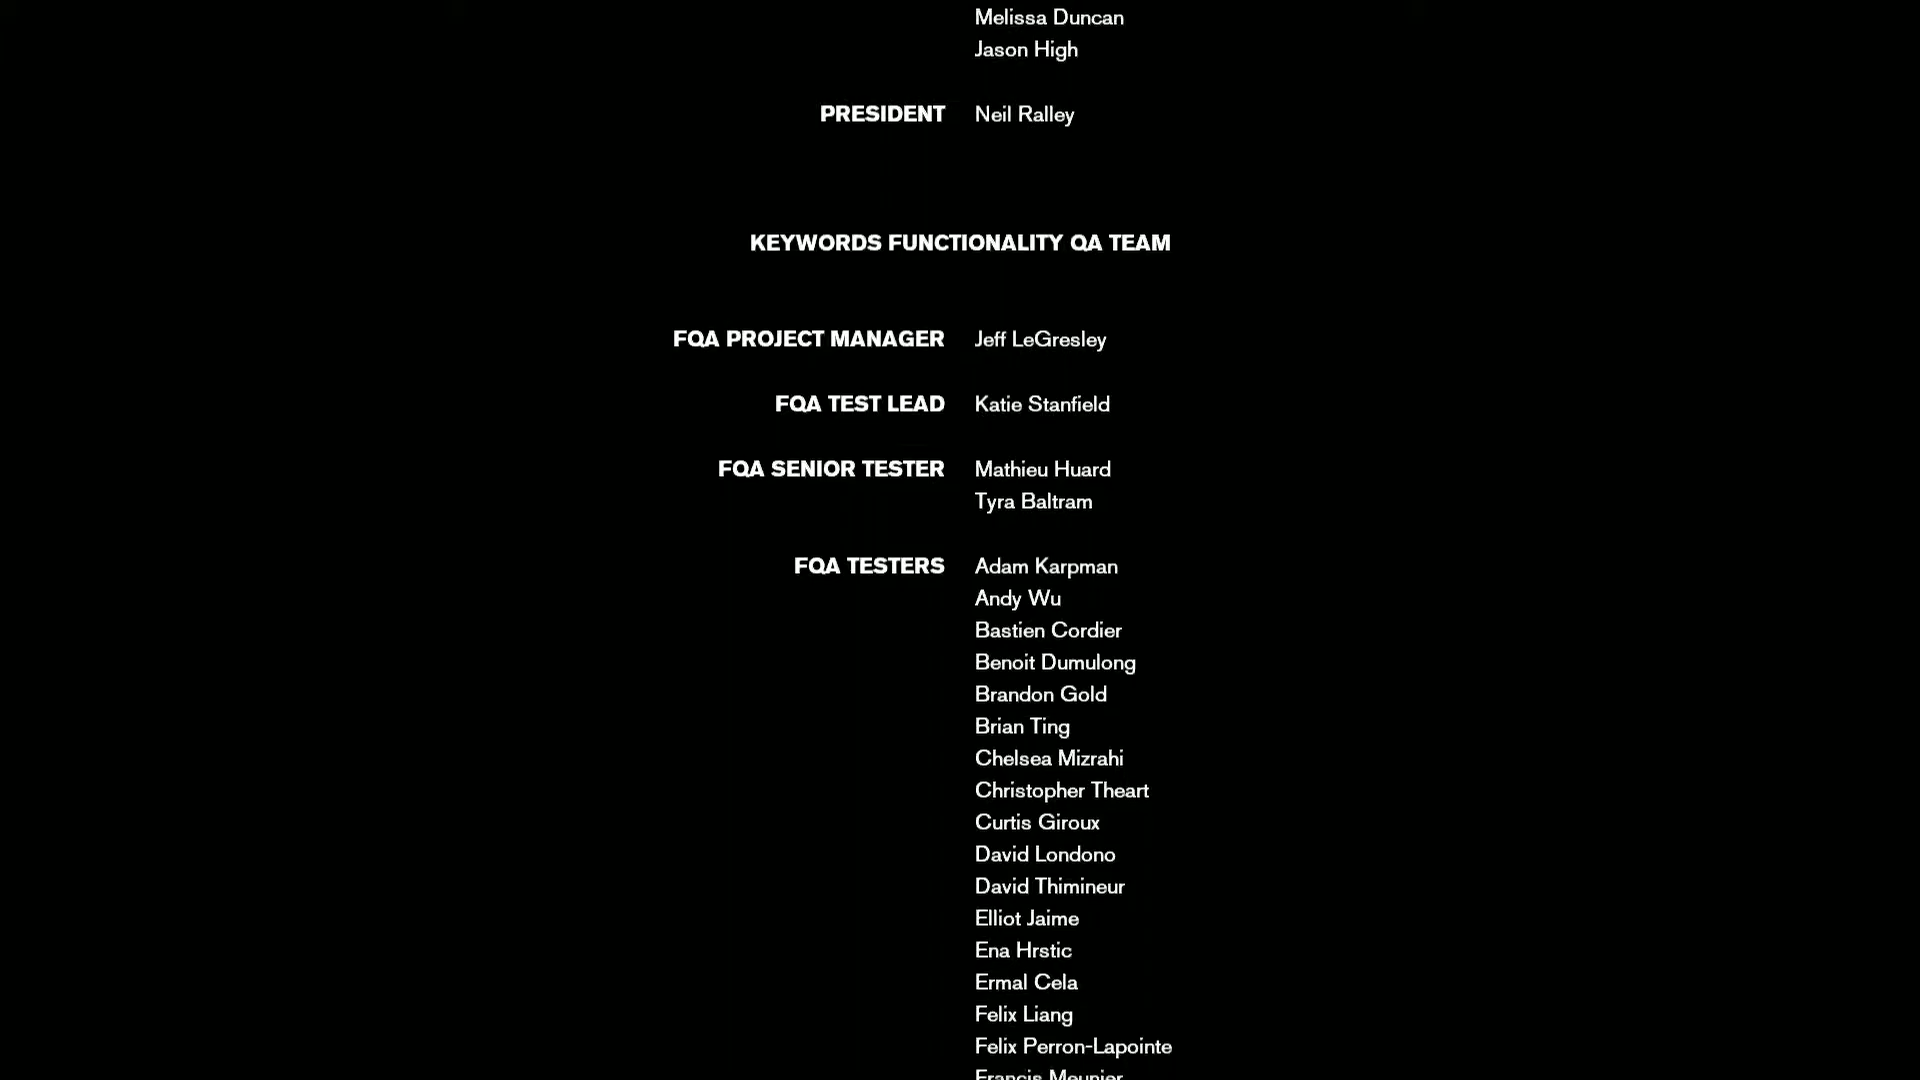 Melissa Duncan
Jason High
PRESIDENT Neil Ralley
KEYWORDS FUNCTIONALITY QA TEAM
FQA PROJECT MANAGER Jeff LeGresley
FQA TEST LEAD Katie Stanfield
FQA SENIOR TESTER Mathieu Huard
Tyra Baltram
FQA TESTERS Adam Karpman
Andy Wu
Bastien Cordier
Benoit Dumulong
Brandon Gold
Brian Ting
Chelsea Mizrahi
Christopher Theart
Curtis Giroux
David Londono
David Thimineur
Elliot Jaime
Ena Hrstic
Ermal Cela
Felix Liang
Felix Perron-Lapointe
Francis Meunier